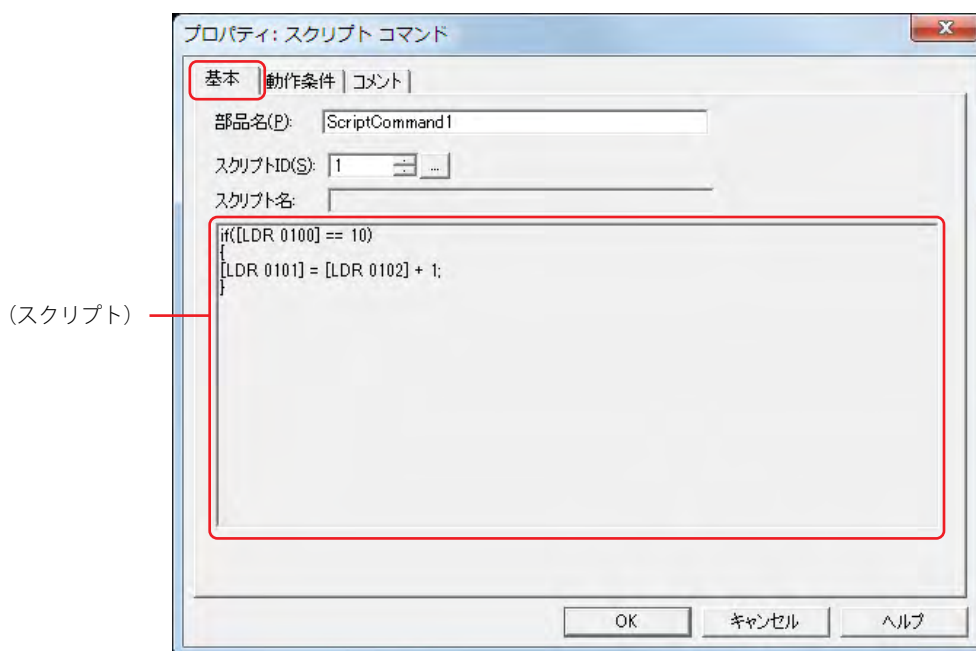 プロパティ: スクリプト コマンド
基本 動作条件 コメント
部品名(P): ScriptCommand1
スクリプトID(S): 1 ...
スクリプト名:
if([LDR 0100] == 10)
{
[LDR 0101] = [LDR 0102] + 1;
}
(スクリプト)
OK キャンセル ヘルプ